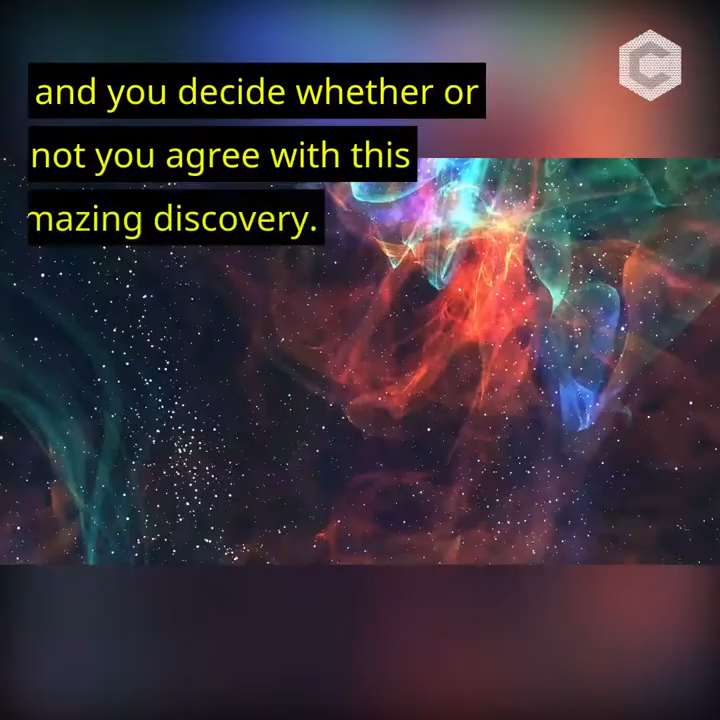 and you decide whether or
not you agree with this
mazing discovery.